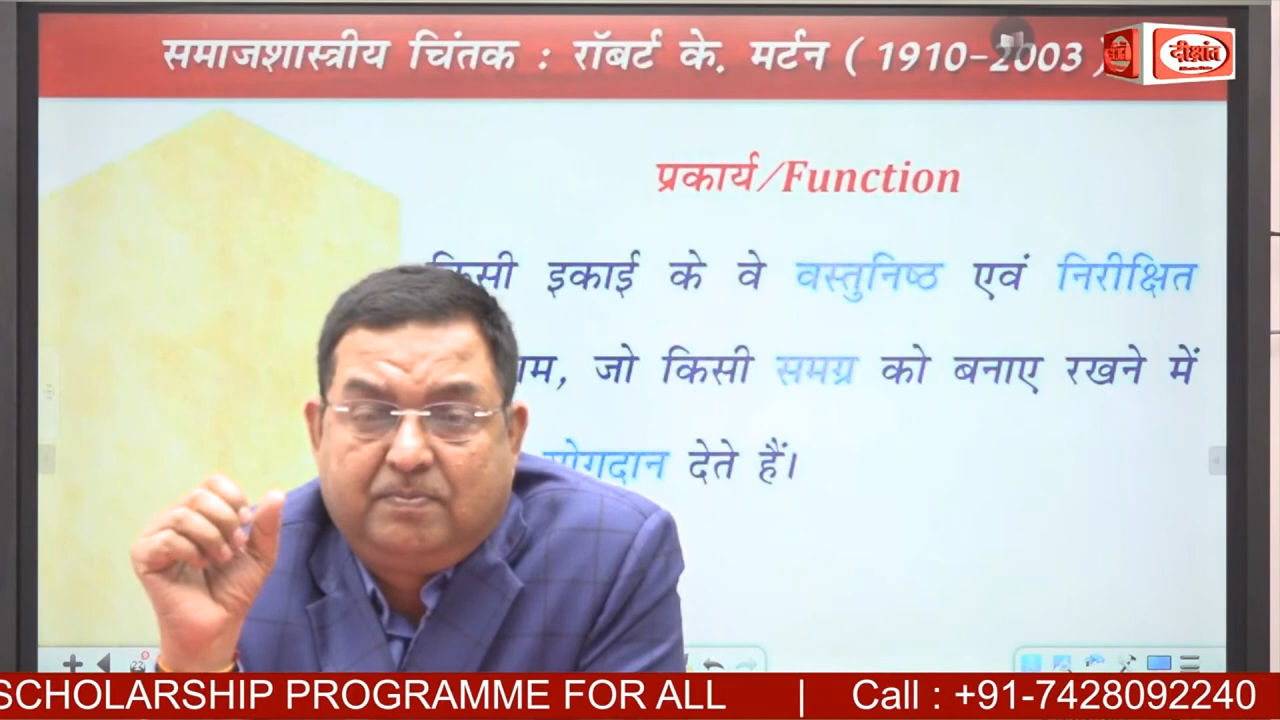 समाजशास्त्रीय चिंतक : रॉबर्ट के. मर्टन ( 1910-2003 )
दीक्षांत
प्रकार्य/Function
किसी इकाई के वे वस्तुनिष्ठ एवं निरीक्षित
जो किसी समग्र को बनाए रखने में
योगदान देते हैं।
SCHOLARSHIP PROGRAMME FOR ALL | Call : +91-7428092240